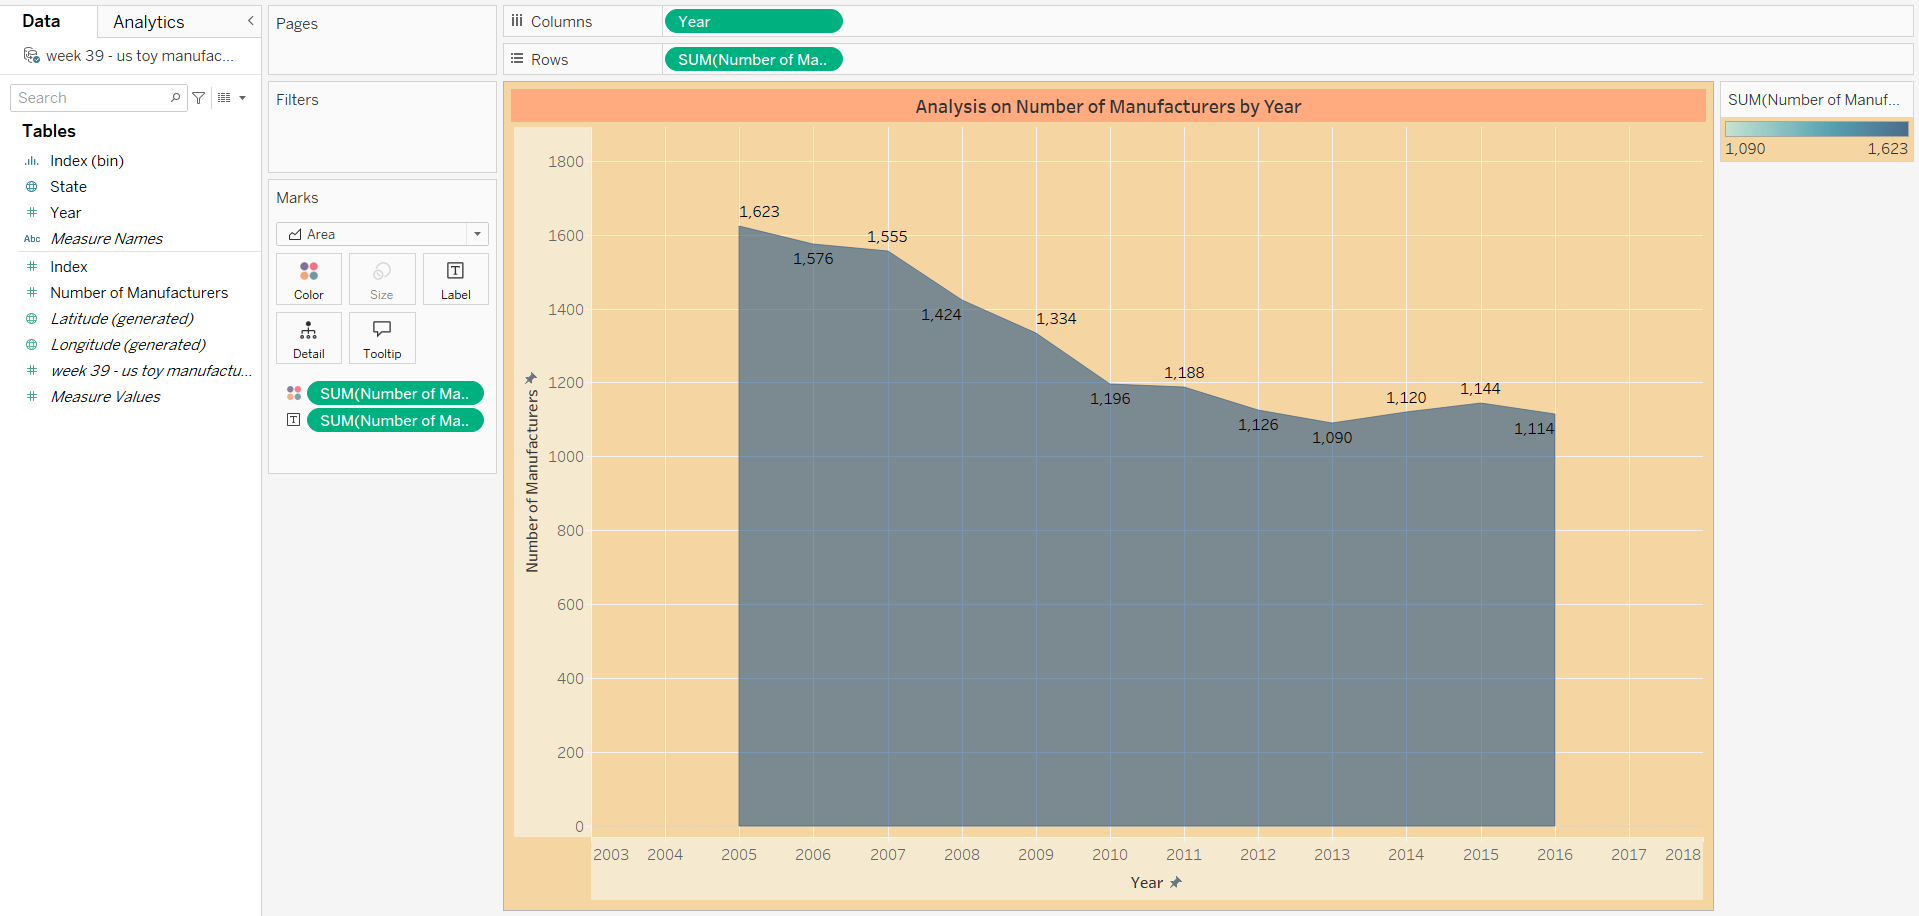 Data
Analytics
week 39 - us toy manufac...
Search
Tables
Index (bin)
State
Year
Abc Measure Names
Index
Number of Manufacturers
Latitude (generated)
Longitude (generated)
week 39 - us toy manufactu...
Measure Values
Pages
Filters
Marks
Area
Color
Size
Label
Detail
Tooltip
SUM(Number of Ma..
SUM(Number of Ma..
Columns
Year
Rows
SUM(Number of Ma..
Analysis on Number of Manufacturers by Year
Number of Manufacturers
1800
1600
1400
1200
1000
800
600
400
200
0
1,623
1,576
1,555
1,424
1,334
1,196
1,188
1,126
1,090
1,120
1,144
1,114
2003 2004 2005 2006 2007 2008 2009 2010 2011 2012 2013 2014 2015 2016 2017 2018
Year
SUM(Number of Manuf...
1,090 1,623